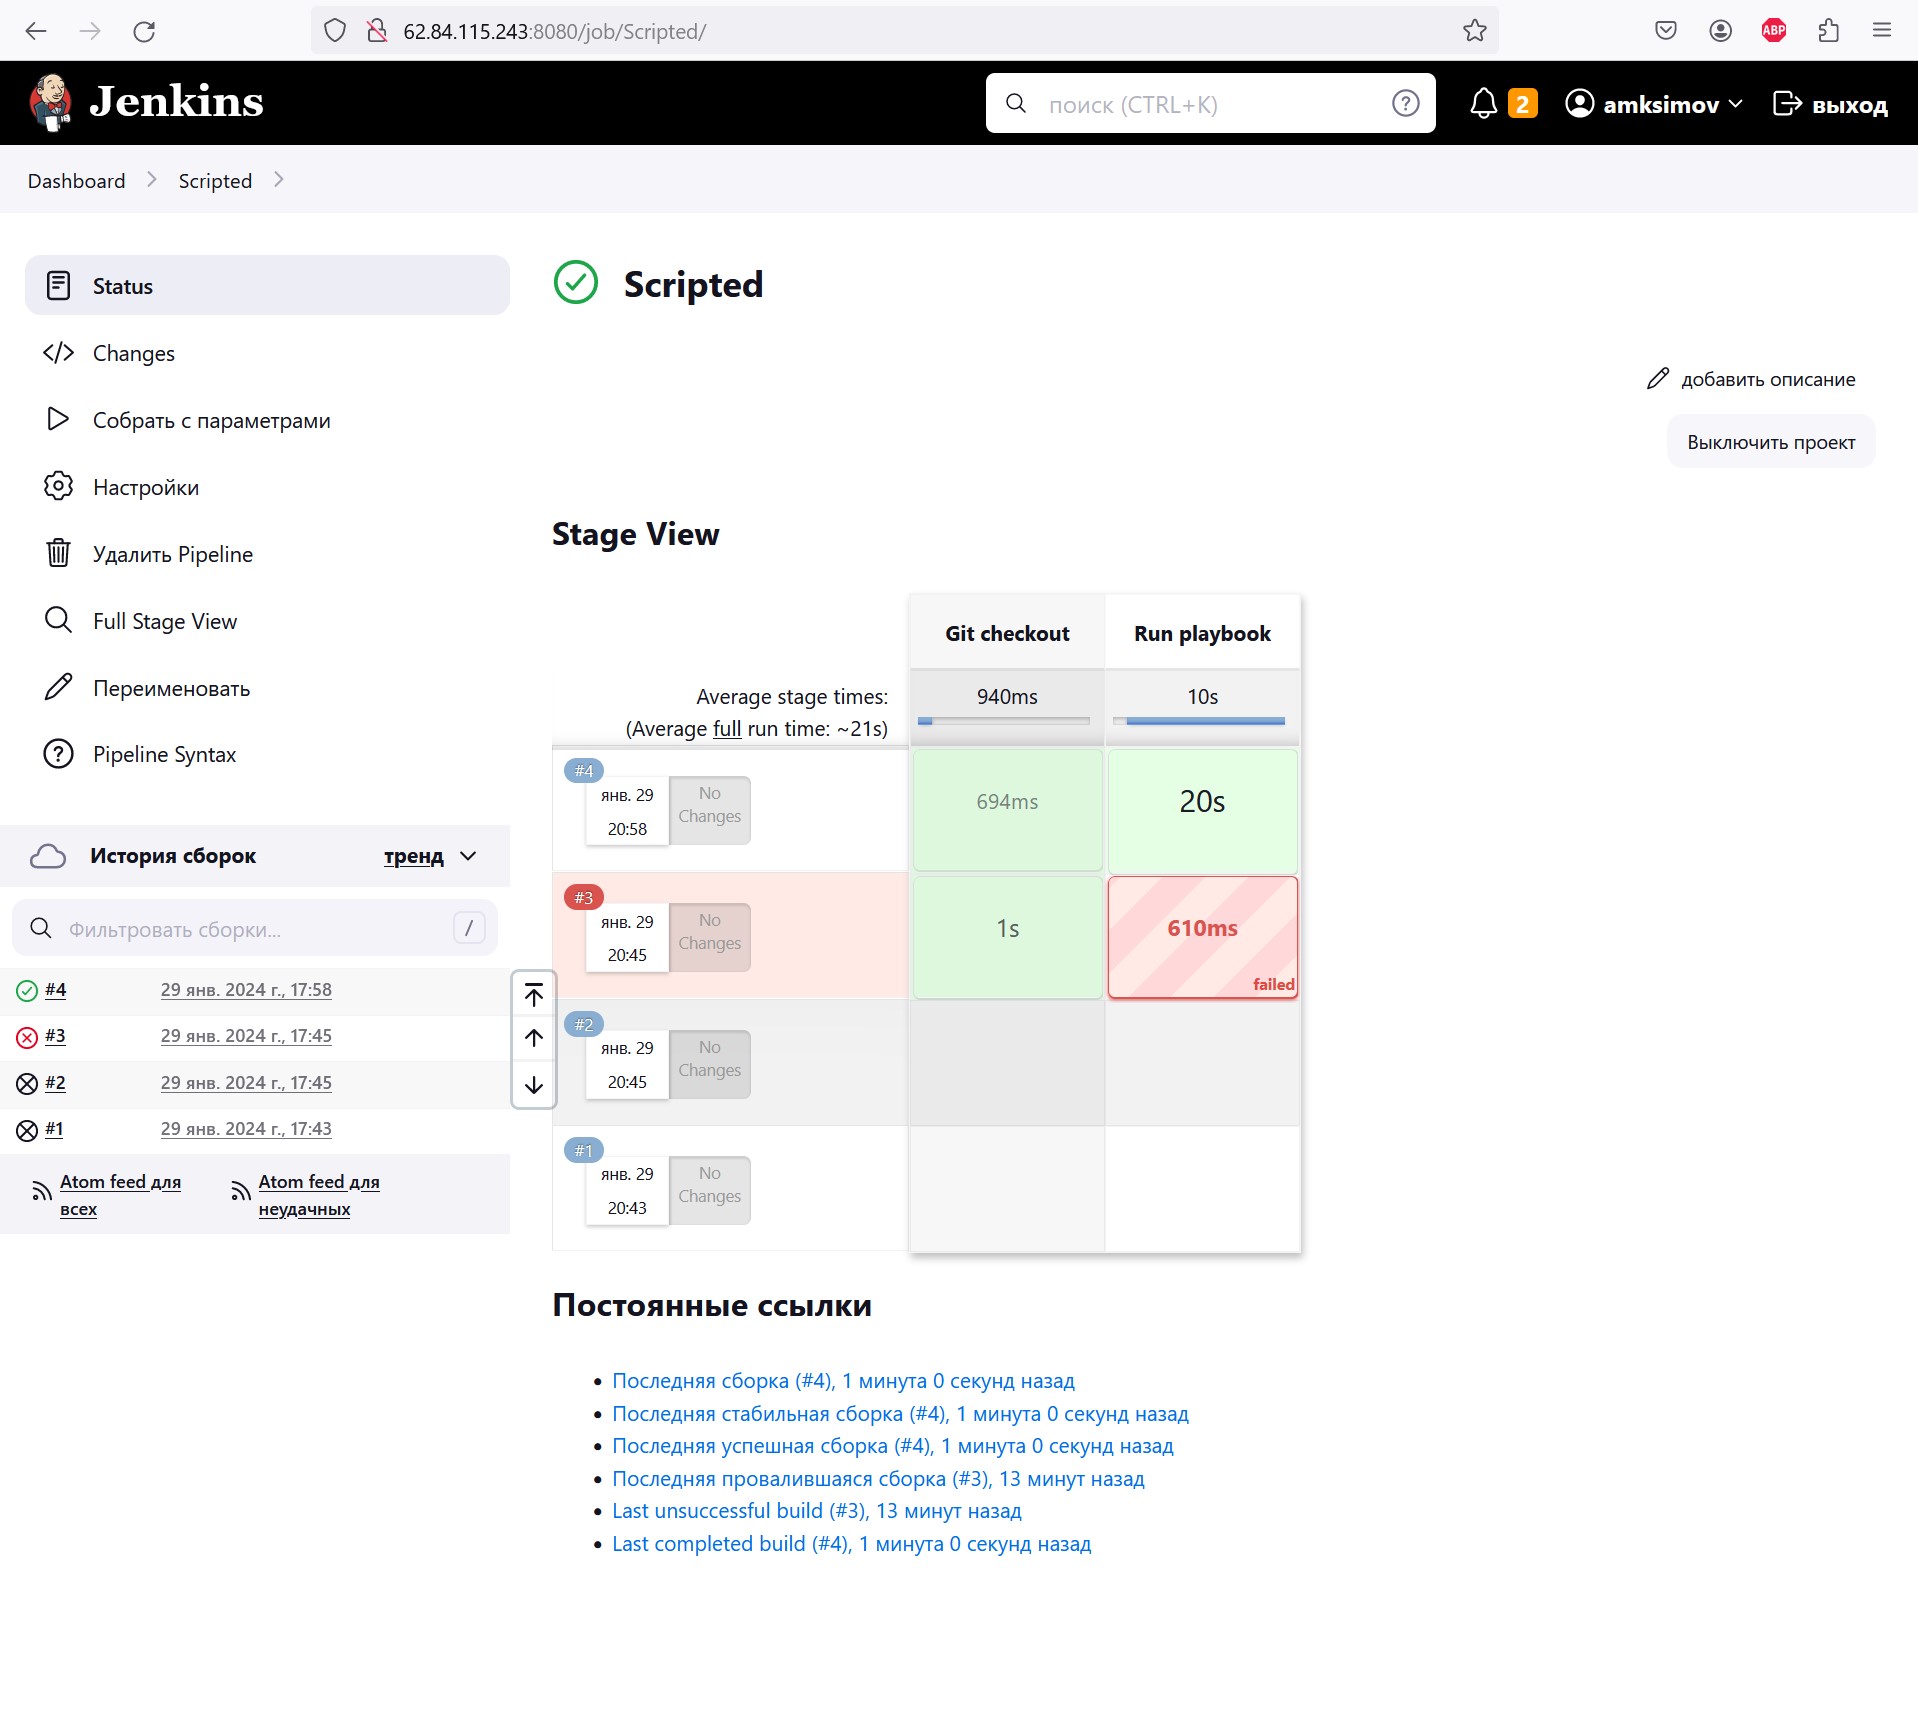 62.84.115.243:8080/job/Scripted/
ABP
Jenkins
поиск (CTRL+K)
?
2
amksimov
выход
Dashboard
Scripted
Status
Changes
Собрать с параметрами
Настройки
Удалить Pipeline
Full Stage View
Переименовать
Pipeline Syntax
История сборок
тренд
Фильтровать сборки...
/
#4
29 янв. 2024 г., 17:58
#3
29 янв. 2024 г., 17:45
#2
29 янв. 2024 г., 17:45
#1
29 янв. 2024 г., 17:43
Atom feed для
всех
Atom feed для
неудачных
Scripted
добавить описание
Выключить проект
Stage View
Git checkout
Run playbook
Average stage times:
(Average full run time: ~21s)
940ms
10s
#4
янв. 29
20:58
No
Changes
694ms
20s
#3
янв. 29
20:45
No
Changes
1s
610ms
failed
#2
янв. 29
20:45
No
Changes
#1
янв. 29
20:43
No
Changes
Постоянные ссылки
Последняя сборка (#4), 1 минута 0 секунд назад
Последняя стабильная сборка (#4), 1 минута 0 секунд назад
Последняя успешная сборка (#4), 1 минута 0 секунд назад
Последняя провалившаяся сборка (#3), 13 минут назад
Last unsuccessful build (#3), 13 минут назад
Last completed build (#4), 1 минута 0 секунд назад